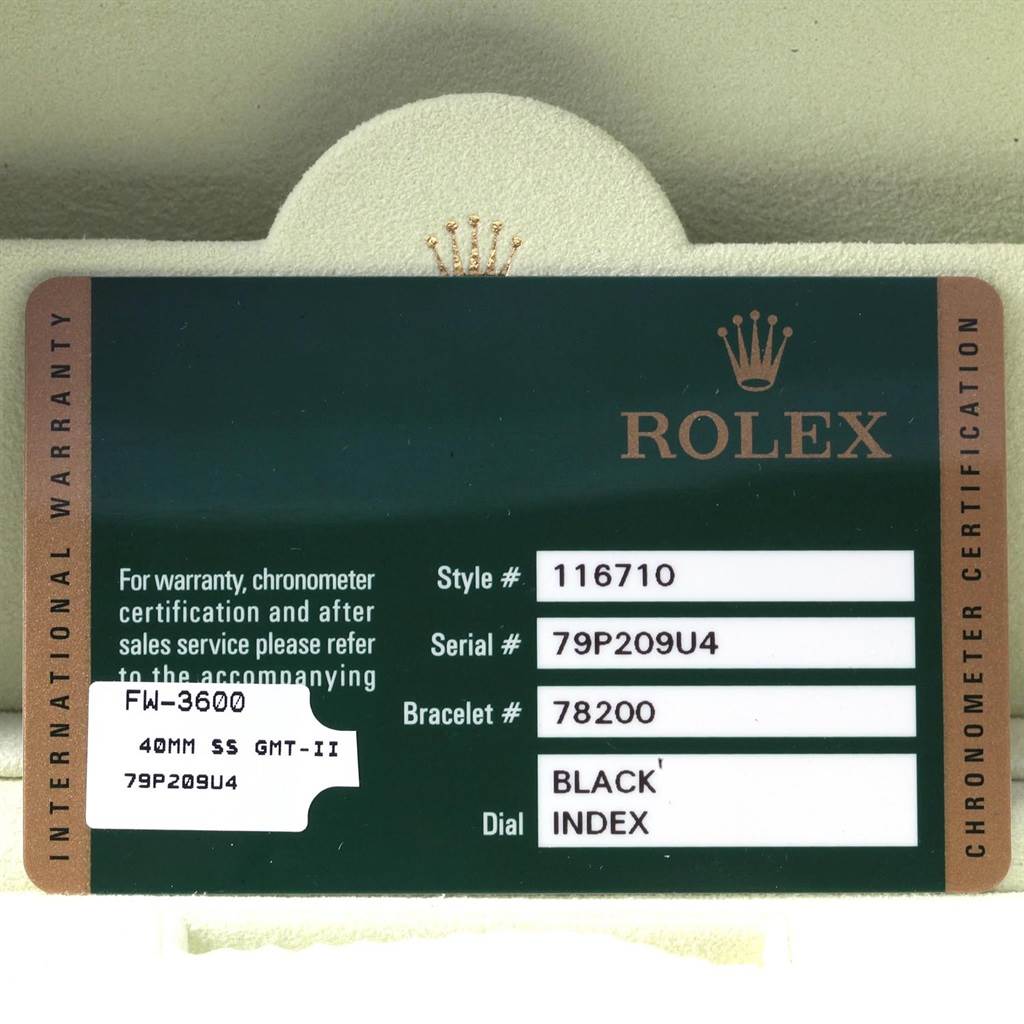 INTERNATIONAL WARRANTY
ROLEX
CHRONOMETER CERTIFICATION
For warranty, chronometer
certification and after
sales service please refer
to the accompanying
Style # 116710
Serial # 79P209U4
Bracelet # 78200
Dial BLACK'
INDEX
FW-3600
40MM SS GMT-II
79P209U4